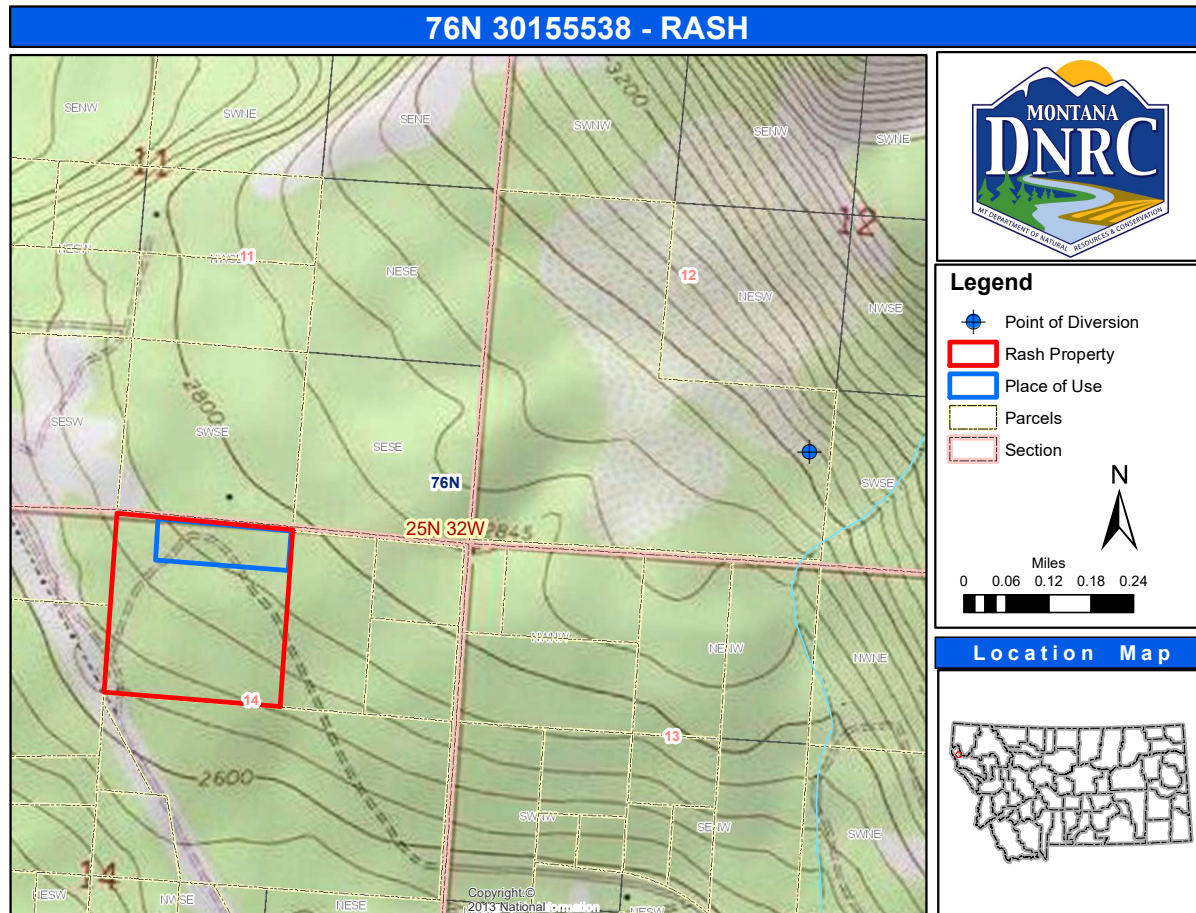 76N 30155538 - RASH
3200
SENW
SWNE
SENE
SWNW
SENW
SWNE
11
12
NESW
NWSE
11
NESE
12
NESW
NWSE
2800
SESW
SWSE
SESE
SWSE
76N
25N 32W
2845
NWNW
NENW
NWNE
14
13
2600
SWNW
SENW
SWNE
14
NESW
NWSE
NESE
NESW
Copyright:©
2013 National formation
MONTANA
DNRC
MT DEPARTMENT OF NATURAL RESOURCES & CONSERVATION
Legend
Point of Diversion
Rash Property
Place of Use
Parcels
Section
N
Miles
0 0.06 0.12 0.18 0.24
Location Map